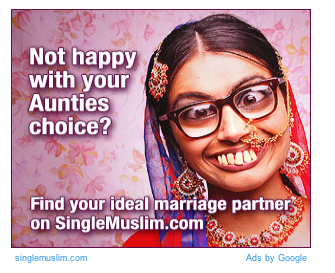 Not happy
with your
Aunties
choice?
Find your ideal marriage partner
on SingleMuslim.com
singlemuslim.com
Ads by Google